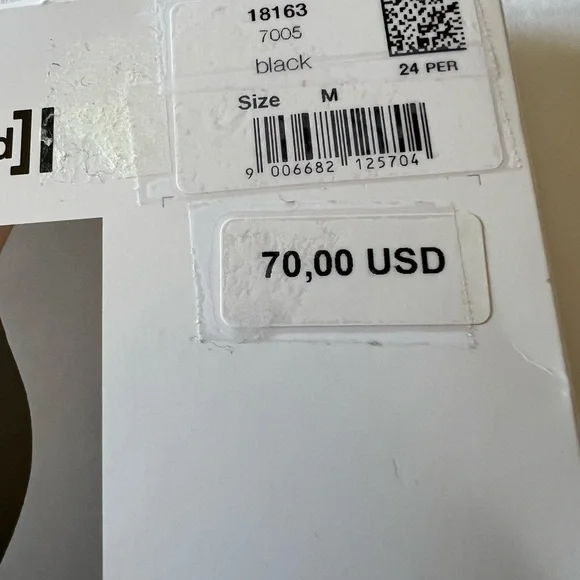 18163
7005
black
24 PER
Size M
9 006682 125704
d]|
70,00 USD